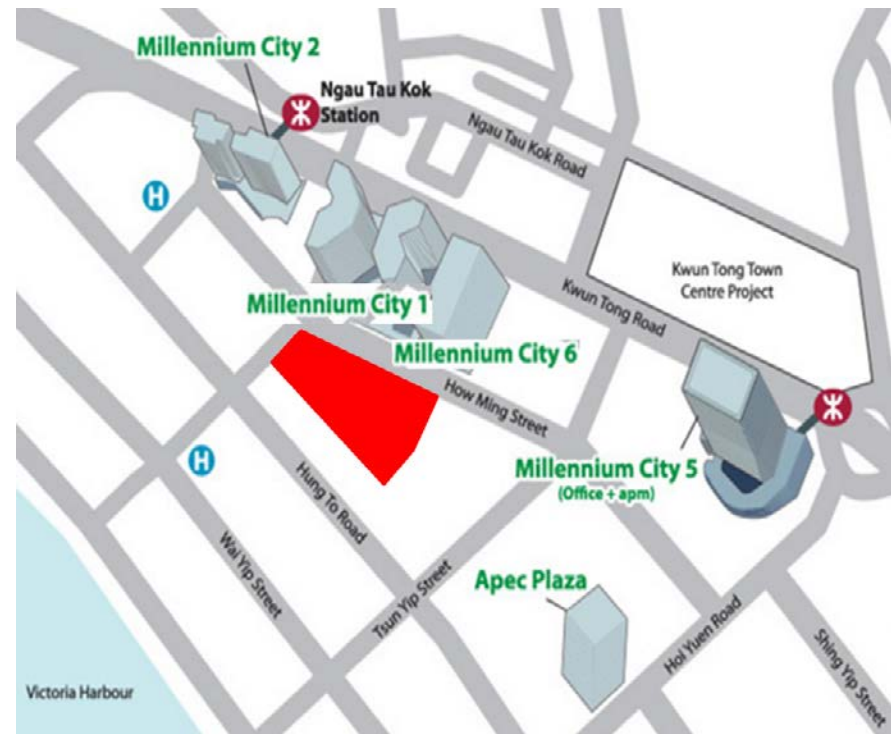 Millennium City 2
Ngau Tau Kok
Station
Ngau Tau Kok Road
H
Kwun Tong Town
Centre Project
Millennium City 1
Kwun Tong Road
Millennium City 6
How Ming Street
H
Millennium City 5
(Office + apm)
Hung To Road
Wai Yip Street
Tsun Yip Street
Apec Plaza
Hoi Yuen Road
Shing Yip Street
Victoria Harbour